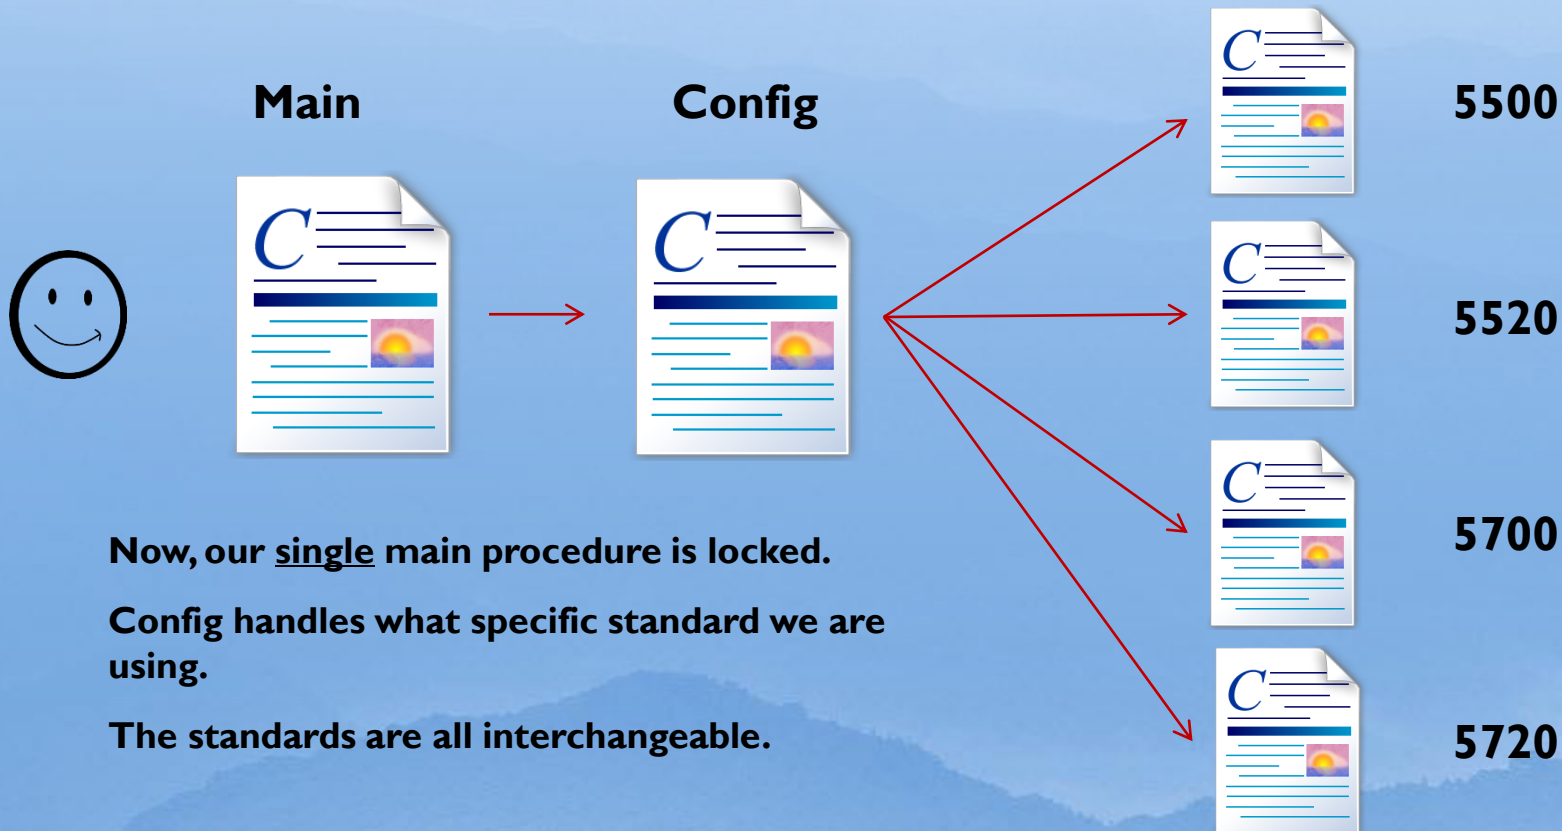 Main
Config
5500
5520
5700
5720
C
C
C
C
C
C
Now, our single main procedure is locked.
Config handles what specific standard we are
using.
The standards are all interchangeable.